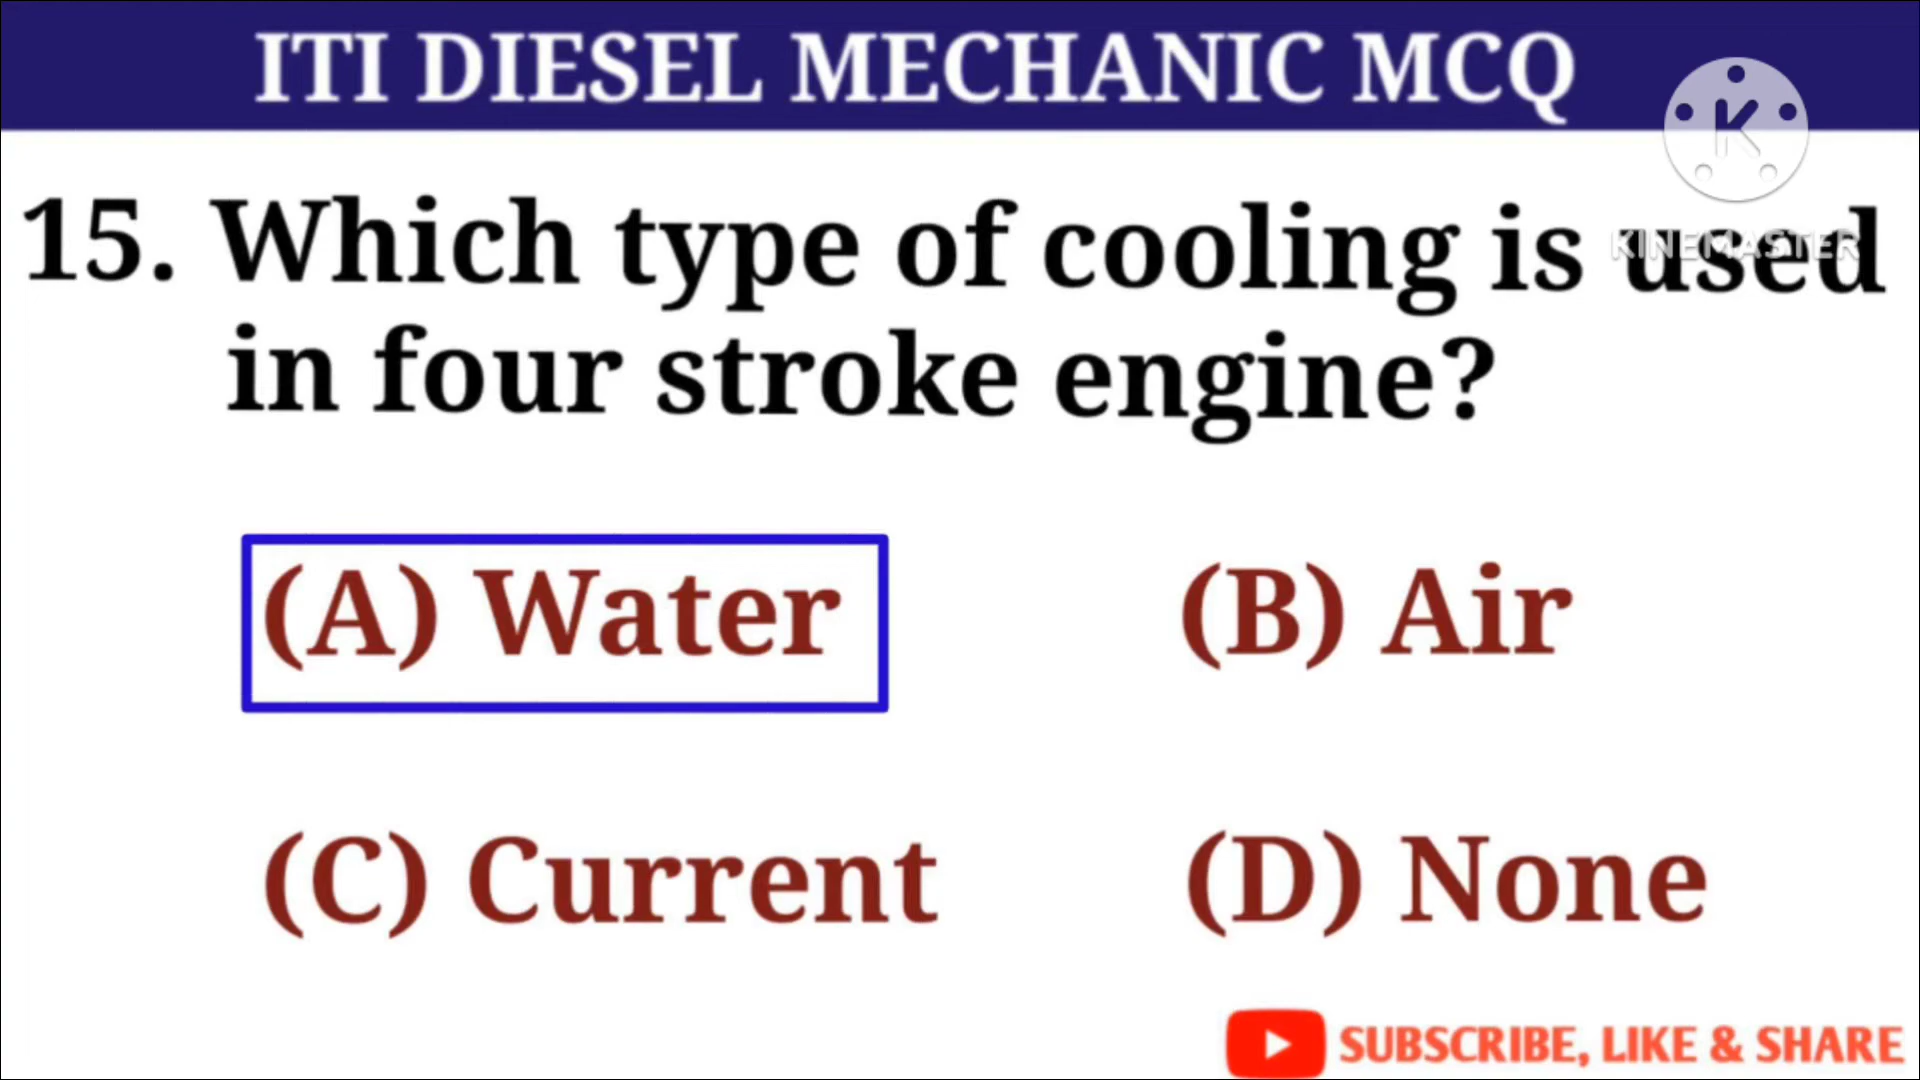 ITI DIESEL MECHANIC MCQ
K
KINEMASTER
15. Which type of cooling is used
in four stroke engine?
(A) Water
(B) Air
(C) Current
(D) None
SUBSCRIBE, LIKE & SHARE